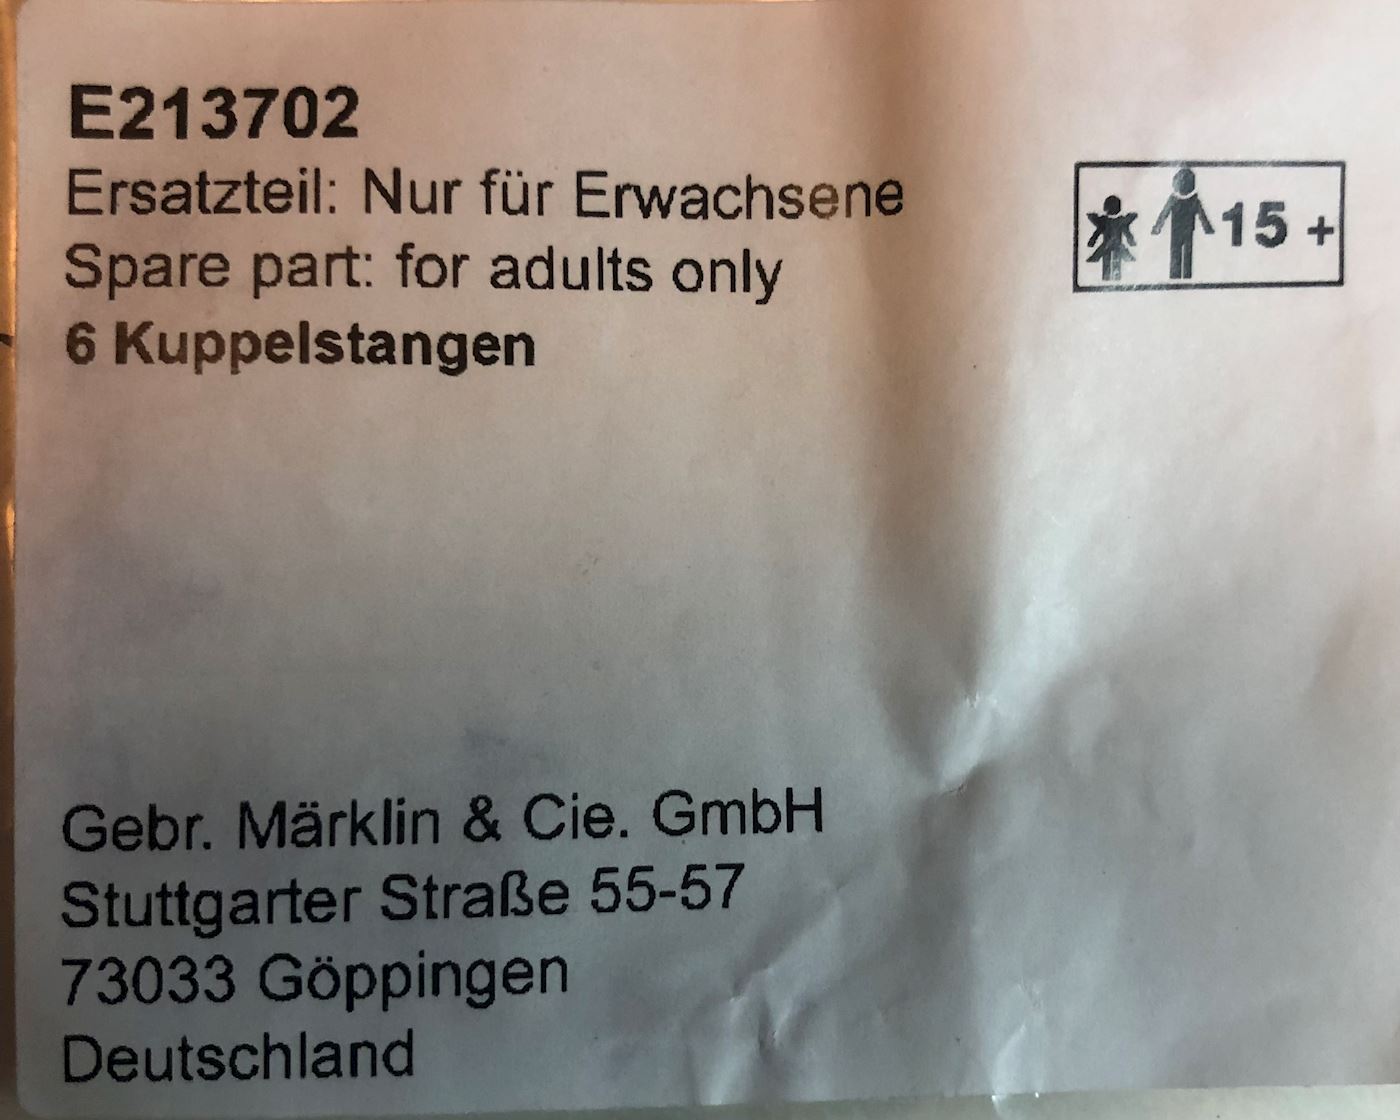 E213702
Ersatzteil: Nur für Erwachsene
Spare part: for adults only
6 Kuppelstangen
15 +
Gebr. Märklin & Cie. GmbH
Stuttgarter Straße 55-57
73033 Göppingen
Deutschland